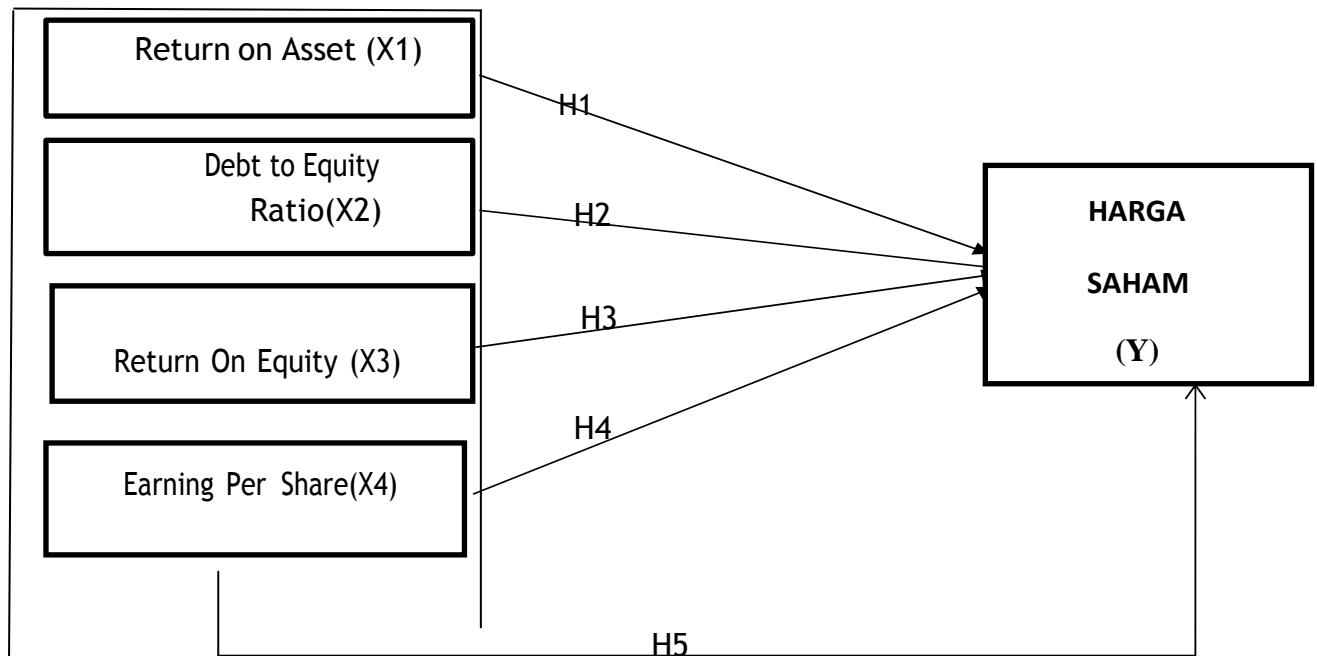 Return on Asset (X1)
H1
Debt to Equity
Ratio(X2)
H2
HARGA
SAHAM
(Y)
H3
Return On Equity (X3)
H4
Earning Per Share(X4)
H5